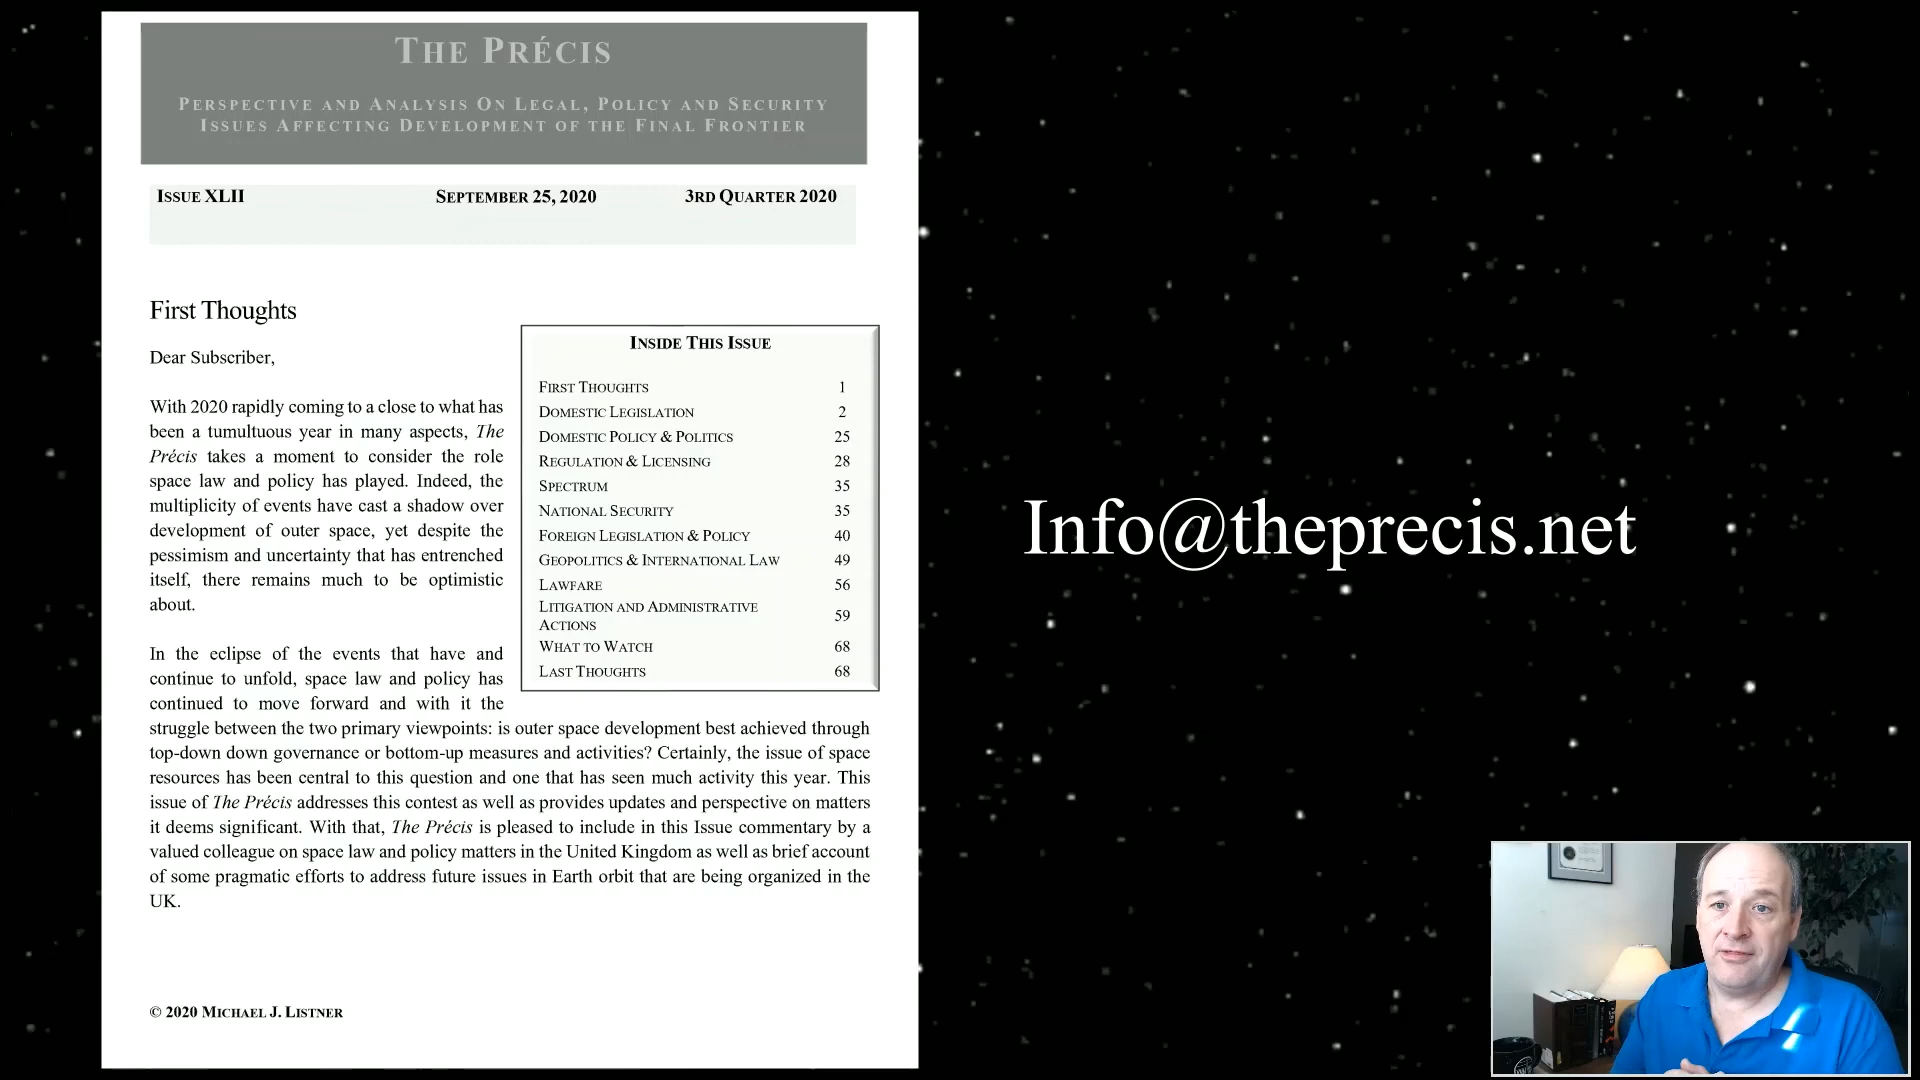 THE PRÉCIS
PERSPECTIVE AND ANALYSIS ON LEGAL, POLICY AND SECURITY
ISSUES AFFECTING DEVELOPMENT OF THE FINAL FRONTIER
ISSUE XLII SEPTEMBER 25, 2020 3RD QUARTER 2020
First Thoughts
Dear Subscriber,
With 2020 rapidly coming to a close to what has
been a tumultuous year in many aspects, The
Précis takes a moment to consider the role
space law and policy has played. Indeed, the
multiplicity of events have cast a shadow over
development of outer space, yet despite the
pessimism and uncertainty that has entrenched
itself, there remains much to be optimistic
about.
In the eclipse of the events that have and
continue to unfold, space law and policy has
continued to move forward and with it the
struggle between the two primary viewpoints: is outer space development best achieved through
top-down down governance or bottom-up measures and activities? Certainly, the issue of space
resources has been central to this question and one that has seen much activity this year. This
issue of The Précis addresses this contest as well as provides updates and perspective on matters
it deems significant. With that, The Précis is pleased to include in this Issue commentary by a
valued colleague on space law and policy matters in the United Kingdom as well as brief account
of some pragmatic efforts to address future issues in Earth orbit that are being organized in the
UK.
INSIDE THIS ISSUE
FIRST THOUGHTS 1
DOMESTIC LEGISLATION 2
DOMESTIC POLICY & POLITICS 25
REGULATION & LICENSING 28
SPECTRUM 35
NATIONAL SECURITY 35
FOREIGN LEGISLATION & POLICY 40
GEOPOLITICS & INTERNATIONAL LAW 49
LAWFARE 56
LITIGATION AND ADMINISTRATIVE
ACTIONS 59
WHAT TO WATCH 68
LAST THOUGHTS 68
© 2020 MICHAEL J. LISTNER
Info@theprecis.net